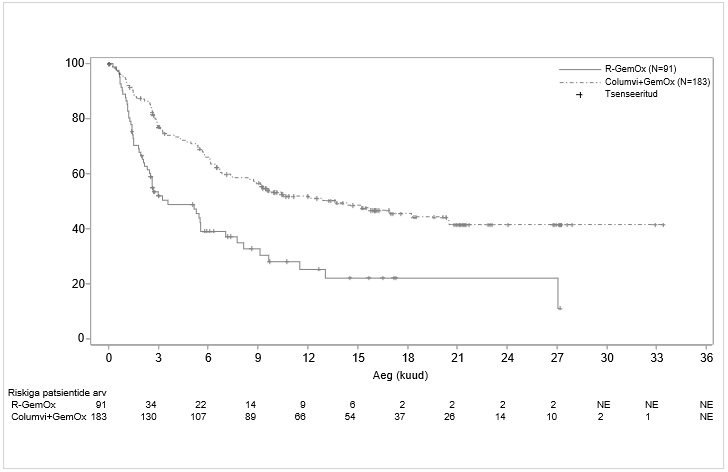 R-GemOx (N=91)
Columvi+GemOx (N=183)
Tsenseeritud
100
80
60
40
20
0
0 3 6 9 12 15 18 21 24 27 30 33 36
Aeg (kuud)
Riskiga patsientide arv
R-GemOx 91 34 22 14 9 6 2 2 2 2 NE NE NE
Columvi+GemOx 183 130 107 89 66 54 37 26 14 10 2 1 NE